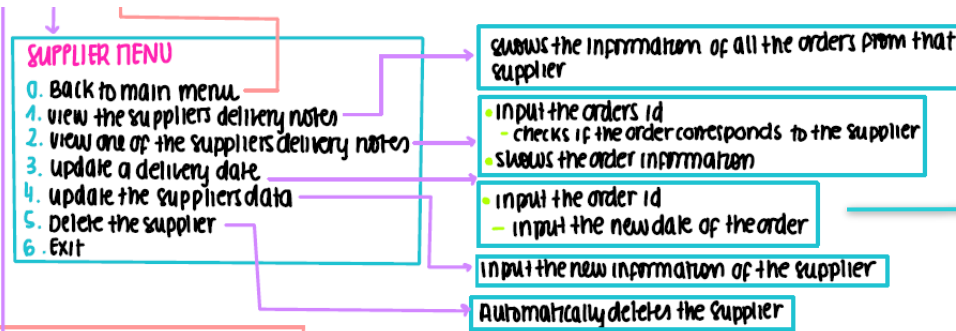 SUPPLIER MENU
0. Back to main menu
1. view the suppliers delivery notes
2. view one of the suppliers delivery notes
3. update a delivery date
4. update the suppliers data
5. Delete the supplier
6. Exit
shows the information of all the orders from that
supplier
• input the orders id
- checks if the order corresponds to the supplier
• shows the order information
• input the order id
- input the new date of the order
input the new information of the supplier
Automatically deletes the supplier